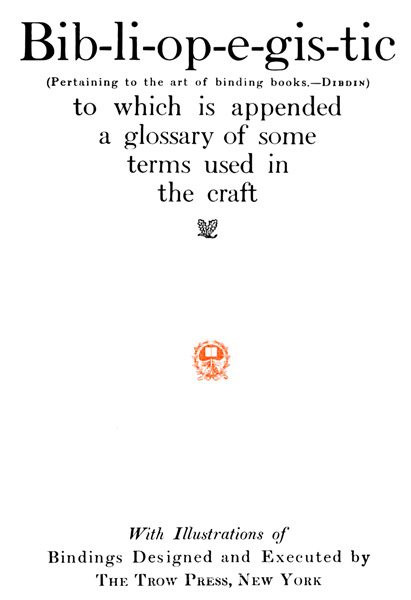 Bib-li-op-e-gis-tic
(Pertaining to the art of binding books.—Dibdin)
to which is appended
a glossary of some
terms used in
the craft
With Illustrations of
Bindings Designed and Executed by
The Trow Press, New York